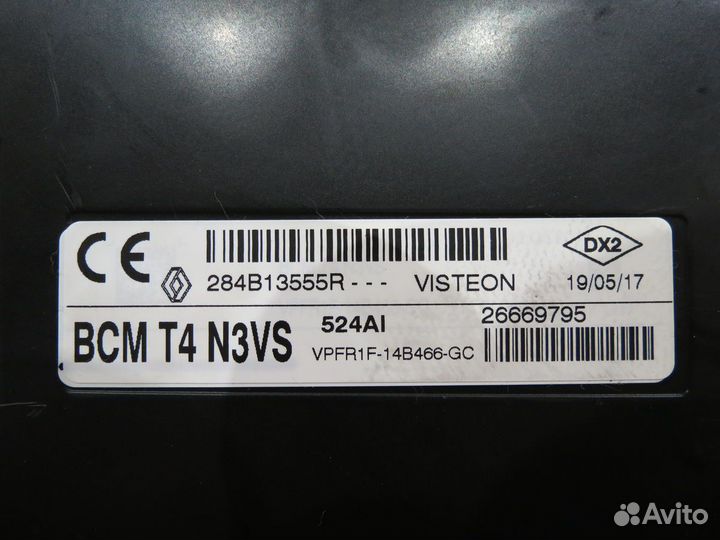 CE
284B13555R--- VISTEON 19/05/17
DX2
BCM T4 N3VS
524AI
VPFR1F-14B466-GC
26669795
Avito